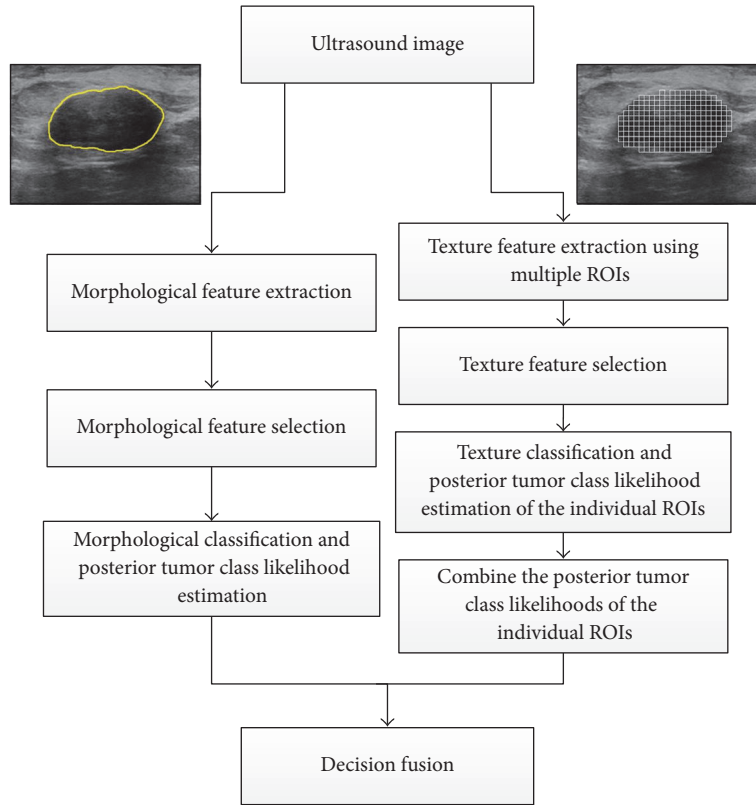 Ultrasound image
Morphological feature extraction
Morphological feature selection
Morphological classification and
posterior tumor class likelihood
estimation
Texture feature extraction using
multiple ROIs
Texture feature selection
Texture classification and
posterior tumor class likelihood
estimation of the individual ROIs
Combine the posterior tumor
class likelihoods of the
individual ROIs
Decision fusion